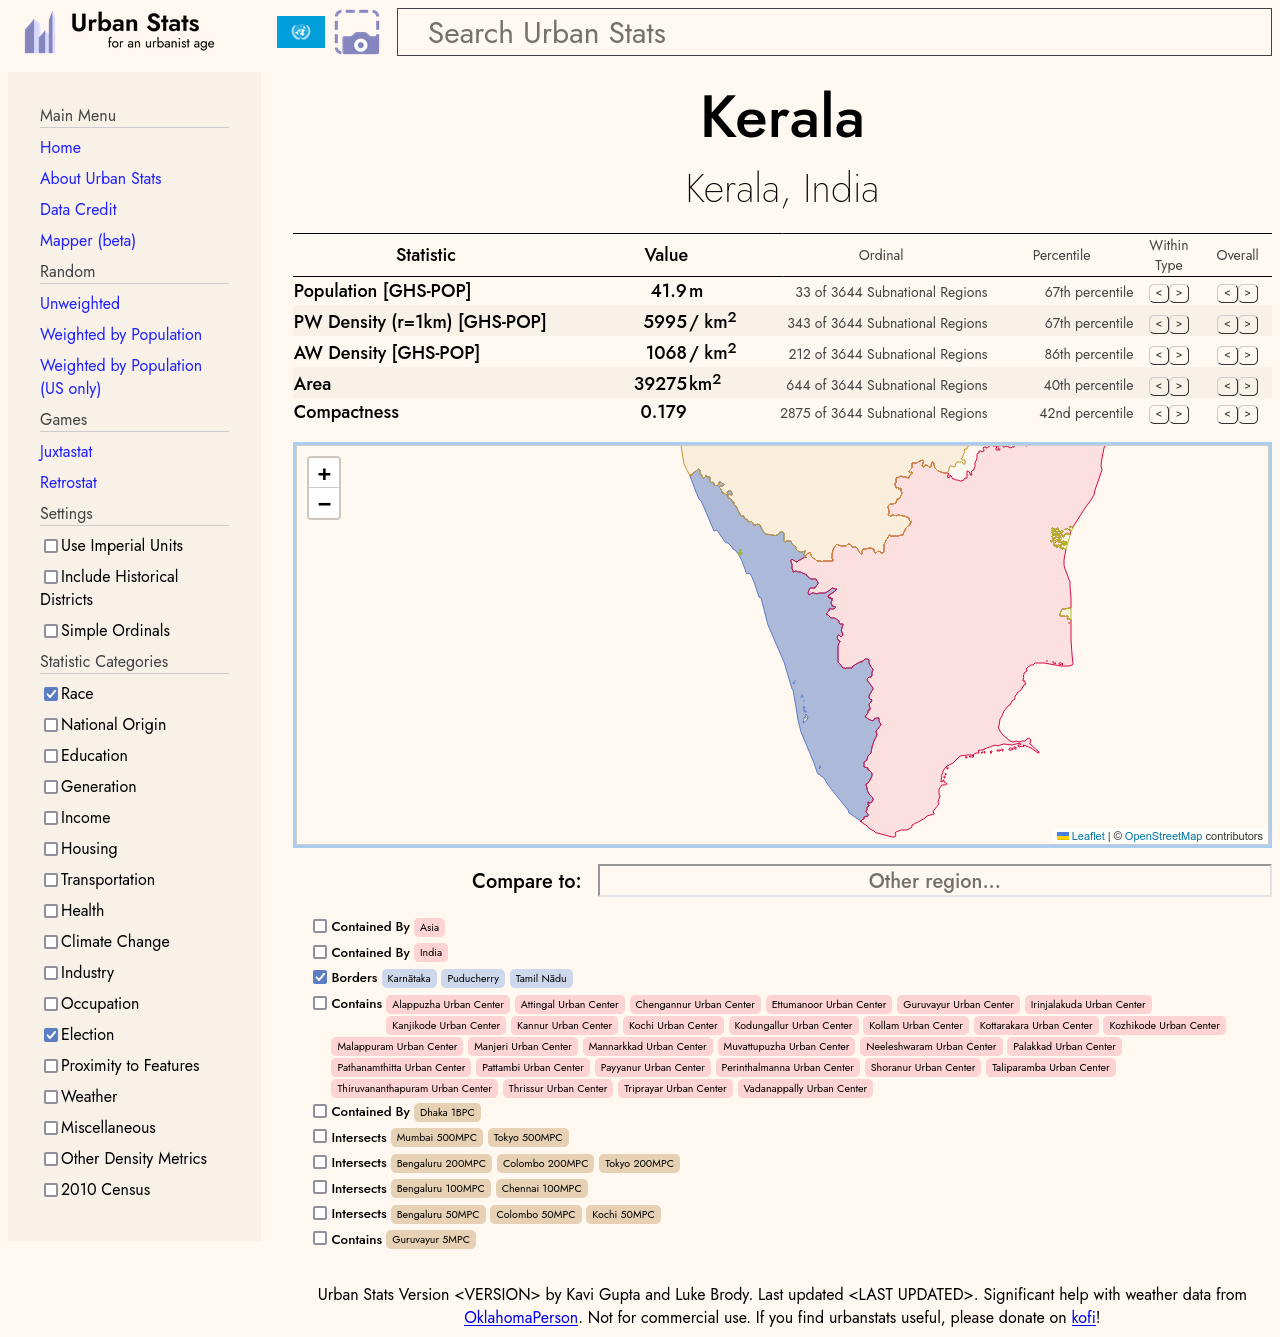 Urban Stats
for an urbanist age
Search Urban Stats
Main Menu
Home
About Urban Stats
Data Credit
Mapper (beta)
Random
Unweighted
Weighted by Population
Weighted by Population
(US only)
Games
Juxtastat
Retrostat
Settings
Use Imperial Units
Include Historical
Districts
Simple Ordinals
Statistic Categories
Race
National Origin
Education
Generation
Income
Housing
Transportation
Health
Climate Change
Industry
Occupation
Election
Proximity to Features
Weather
Miscellaneous
Other Density Metrics
2010 Census
Kerala
Kerala, India
Statistic Value Ordinal Percentile Within Type Overall
Population [GHS-POP] 41.9 m 33 of 3644 Subnational Regions 67th percentile < > < >
PW Density (r=1km) [GHS-POP] 5995 / km² 343 of 3644 Subnational Regions 67th percentile < > < >
AW Density [GHS-POP] 1068 / km² 212 of 3644 Subnational Regions 86th percentile < > < >
Area 39275 km² 644 of 3644 Subnational Regions 40th percentile < > < >
Compactness 0.179 2875 of 3644 Subnational Regions 42nd percentile < > < >
+
−
Leaflet | © OpenStreetMap contributors
Compare to: Other region...
Contained By Asia
Contained By India
Borders Karnātaka Puducherry Tamil Nādu
Contains Alappuzha Urban Center Attingal Urban Center Chengannur Urban Center Ettumanoor Urban Center Guruvayur Urban Center Irinjalakuda Urban Center
Kanjikode Urban Center Kannur Urban Center Kochi Urban Center Kodungallur Urban Center Kollam Urban Center Kottarakara Urban Center Kozhikode Urban Center
Malappuram Urban Center Manjeri Urban Center Mannarkkad Urban Center Muvattupuzha Urban Center Neeleshwaram Urban Center Palakkad Urban Center
Pathanamthitta Urban Center Pattambi Urban Center Payyanur Urban Center Perinthalmanna Urban Center Shoranur Urban Center Taliparamba Urban Center
Thiruvananthapuram Urban Center Thrissur Urban Center Triprayar Urban Center Vadanappally Urban Center
Contained By Dhaka 1BPC
Intersects Mumbai 500MPC Tokyo 500MPC
Intersects Bengaluru 200MPC Colombo 200MPC Tokyo 200MPC
Intersects Bengaluru 100MPC Chennai 100MPC
Intersects Bengaluru 50MPC Colombo 50MPC Kochi 50MPC
Contains Guruvayur 5MPC
Urban Stats Version <VERSION> by Kavi Gupta and Luke Brody. Last updated <LAST UPDATED>. Significant help with weather data from
OklahomaPerson. Not for commercial use. If you find urbanstats useful, please donate on kofi!